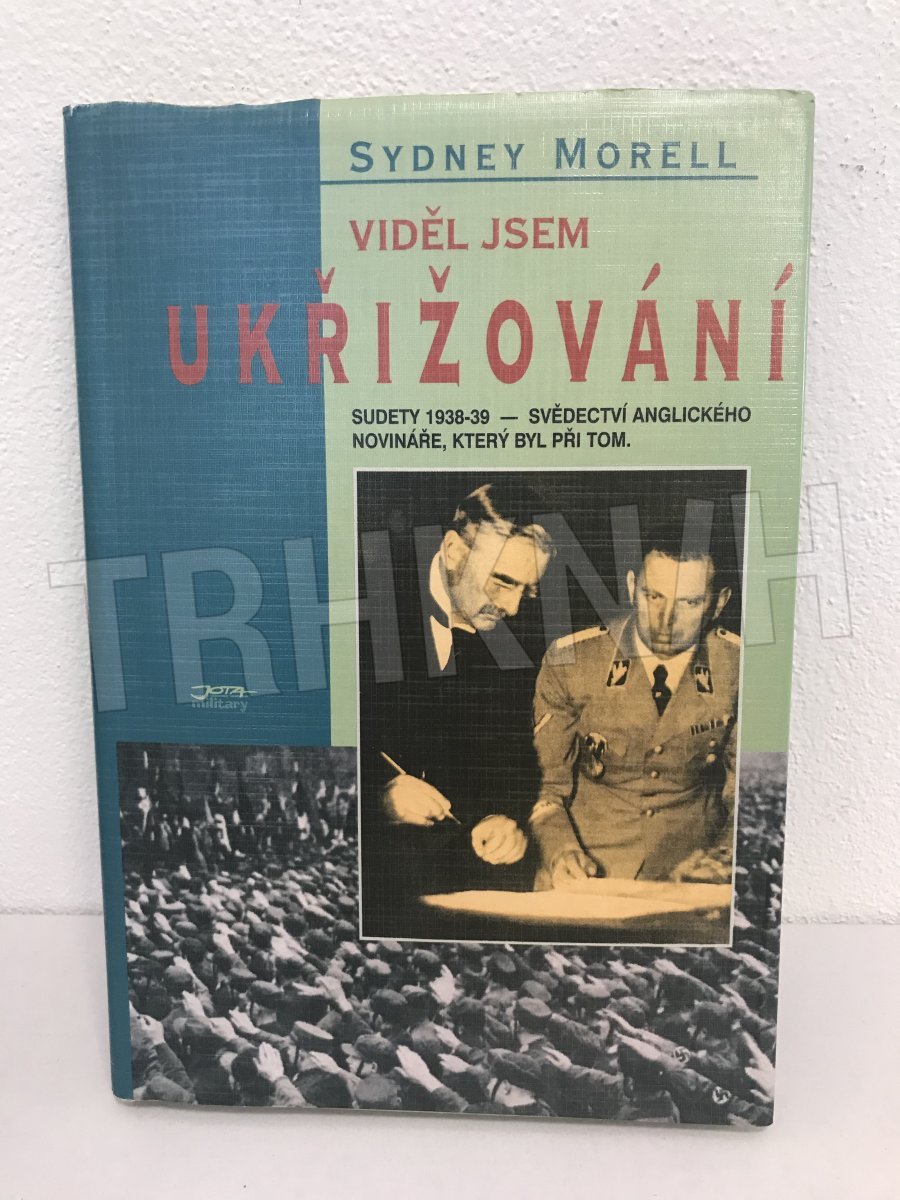 SYDNEY MORELL
VIDĚL JSEM
UKŘIŽOVÁNÍ
SUDETY 1938-39 — SVĚDECTVÍ ANGLICKÉHO
NOVINÁŘE, KTERÝ BYL PŘI TOM.
TRHKNIH
JOTA
military